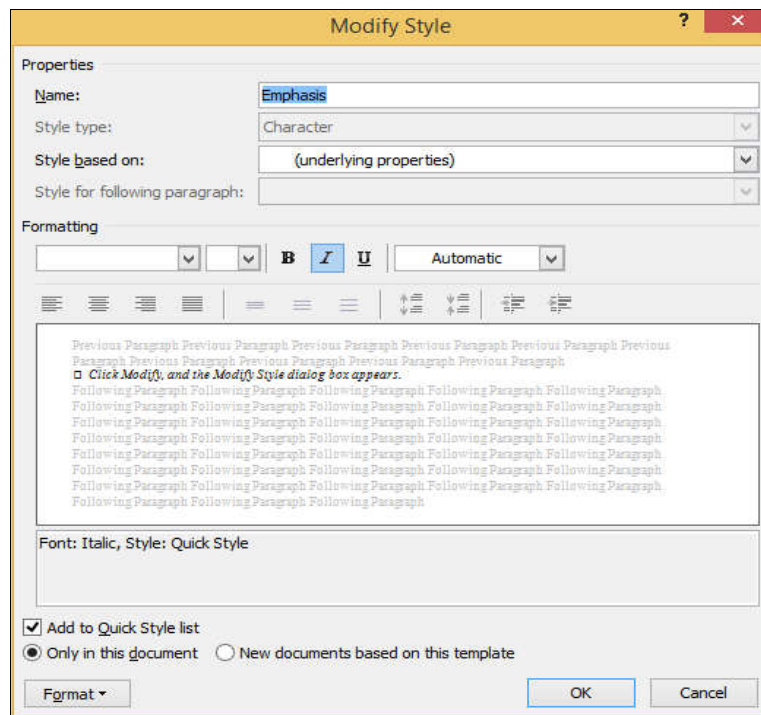 Modify Style
?
Properties
Name: Emphasis
Style type: Character
Style based on: (underlying properties)
Style for following paragraph:
Formatting
B I U Automatic
Previous Paragraph Previous Paragraph Previous Paragraph Previous Paragraph Previous Paragraph Previous
Paragraph Previous Paragraph Previous Paragraph Previous Paragraph Previous Paragraph
Click Modify, and the Modify Style dialog box appears.
Following Paragraph Following Paragraph Following Paragraph Following Paragraph Following Paragraph
Following Paragraph Following Paragraph Following Paragraph Following Paragraph Following Paragraph
Following Paragraph Following Paragraph Following Paragraph Following Paragraph Following Paragraph
Following Paragraph Following Paragraph Following Paragraph Following Paragraph Following Paragraph
Following Paragraph Following Paragraph Following Paragraph Following Paragraph Following Paragraph
Following Paragraph Following Paragraph Following Paragraph Following Paragraph Following Paragraph
Following Paragraph Following Paragraph Following Paragraph Following Paragraph Following Paragraph
Following Paragraph Following Paragraph Following Paragraph
Font: Italic, Style: Quick Style
Add to Quick Style list
Only in this document New documents based on this template
Format OK Cancel